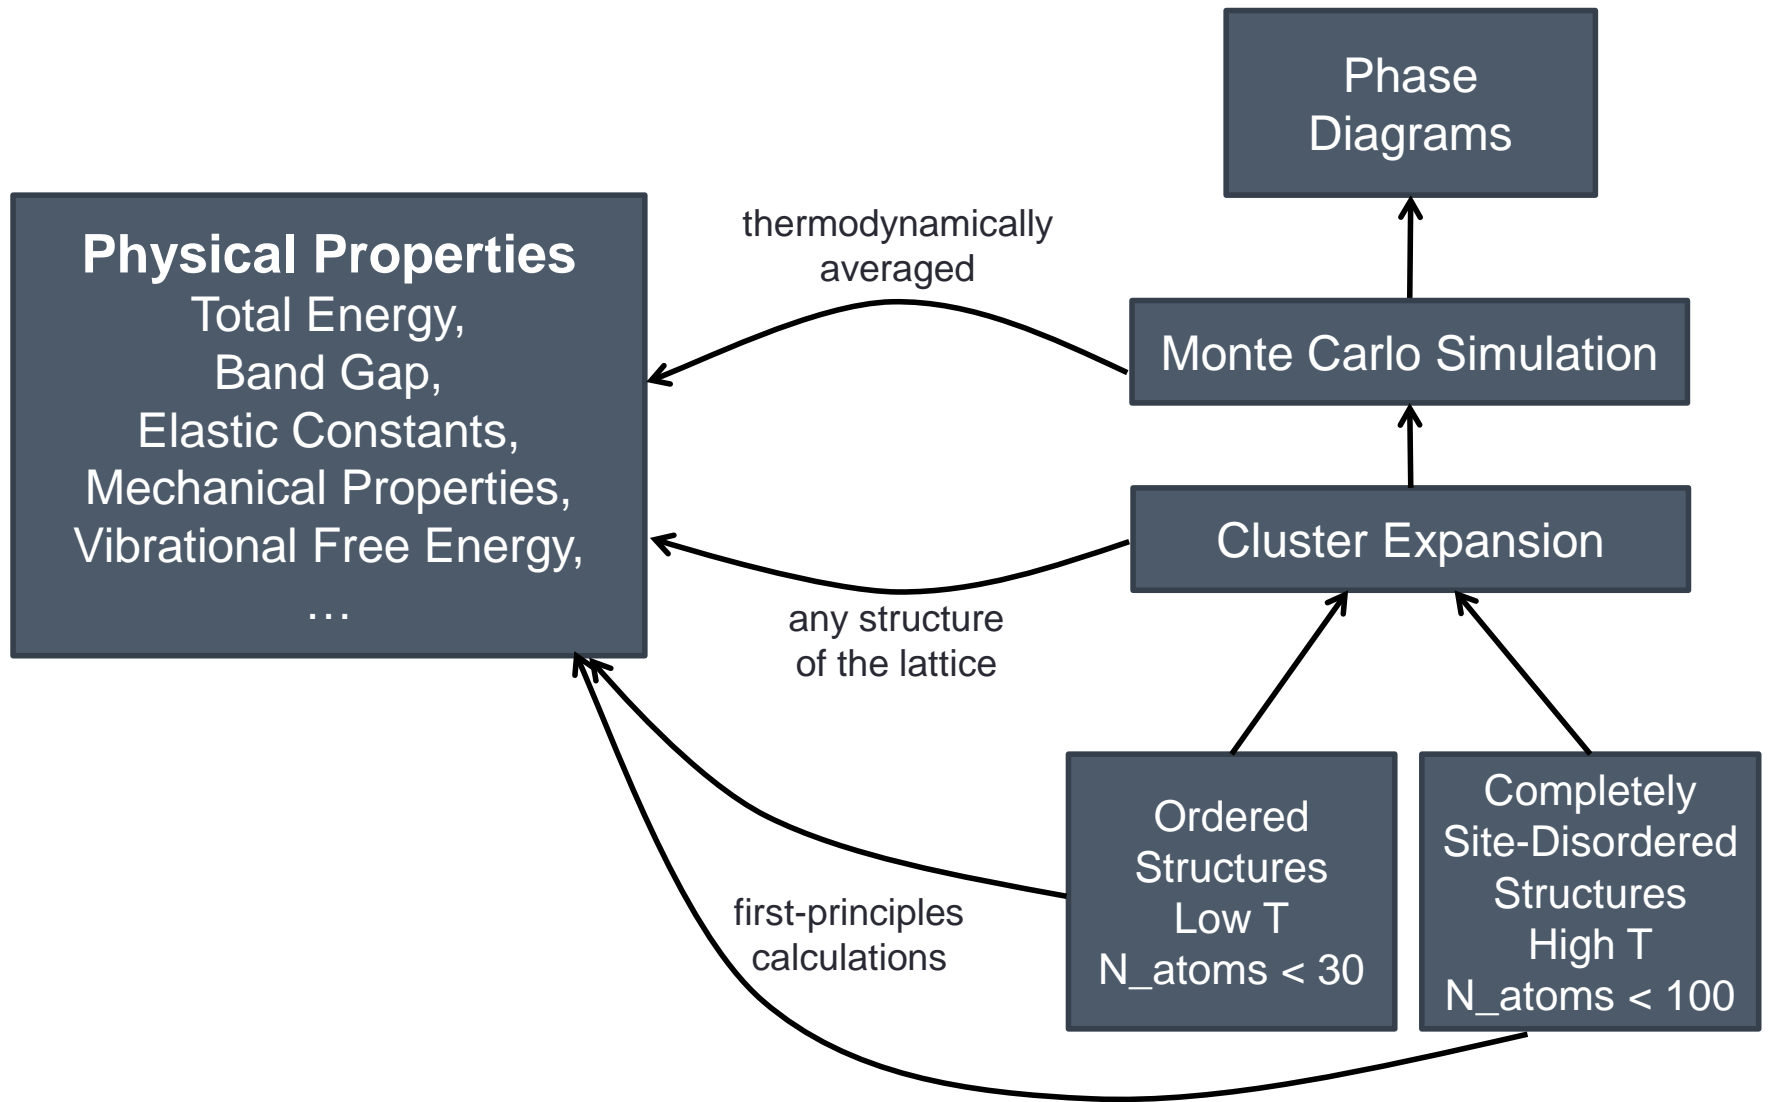 Phase
Diagrams
Physical Properties
Total Energy,
Band Gap,
Elastic Constants,
Mechanical Properties,
Vibrational Free Energy,
…
thermodynamically
averaged
Monte Carlo Simulation
Cluster Expansion
any structure
of the lattice
first-principles
calculations
Ordered
Structures
Low T
N_atoms < 30
Completely
Site-Disordered
Structures
High T
N_atoms < 100